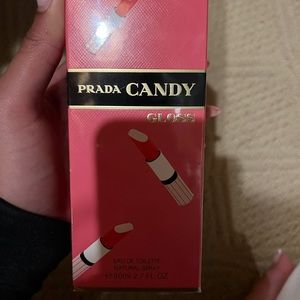 PRADA CANDY
GLOSS
EAU DE TOILETTE
NATURAL SPRAY
℮80ML 2.7 FL.OZ